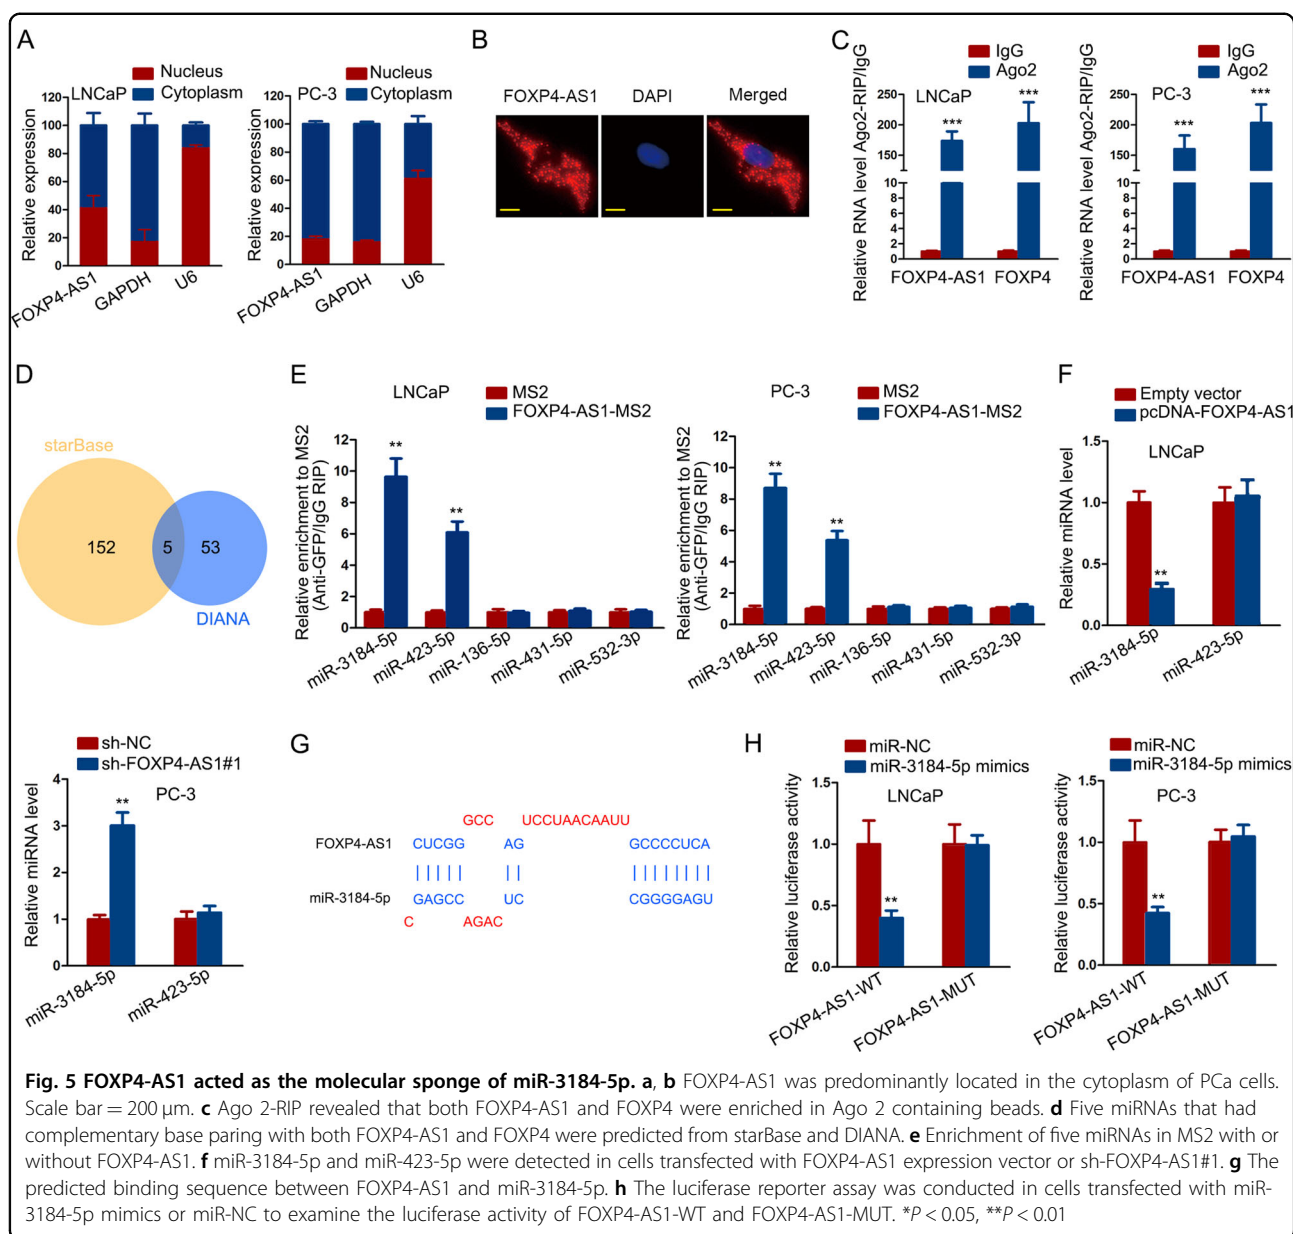 A
Nucleus
LNCaP Cytoplasm
Relative expression
140
120
100
80
60
40
20
0
FOXP4-AS1
GAPDH
U6
Nucleus
PC-3 Cytoplasm
Relative expression
120
100
80
60
40
20
0
FOXP4-AS1
GAPDH
U6
B
FOXP4-AS1 DAPI Merged
C
IgG
Ago2
LNCaP
Relative RNA level Ago2-RIP/IgG
250
200
150
10
8
6
4
2
0
***
***
FOXP4-AS1 FOXP4
IgG
Ago2
PC-3
Relative RNA level Ago2-RIP/IgG
250
200
150
10
8
6
4
2
0
***
***
FOXP4-AS1 FOXP4
D
starBase
152 5 53
DIANA
E
LNCaP
MS2
FOXP4-AS1-MS2
Relative enrichment to MS2
(Anti-GFP/IgG RIP)
12
10
8
6
4
2
0
**
**
miR-3184-5p
miR-423-5p
miR-136-5p
miR-431-5p
miR-532-3p
PC-3
MS2
FOXP4-AS1-MS2
Relative enrichment to MS2
(Anti-GFP/IgG RIP)
12
10
8
6
4
2
0
**
**
miR-3184-5p
miR-423-5p
miR-136-5p
miR-431-5p
miR-532-3p
F
Empty vector
pcDNA-FOXP4-AS1
LNCaP
Relative miRNA level
1.5
1.0
0.5
0.0
**
miR-3184-5p
miR-423-5p
sh-NC
sh-FOXP4-AS1#1
PC-3
Relative miRNA level
4
3
2
1
0
**
miR-3184-5p
miR-423-5p
G
GCC UCCUAACAAUU
FOXP4-AS1 CUCGG AG GCCCCUCA
miR-3184-5p GAGCC UC CGGGGAGU
C AGAC
H
miR-NC
miR-3184-5p mimics
LNCaP
Relative luciferase activity
1.5
1.0
0.5
0.0
**
FOXP4-AS1-WT
FOXP4-AS1-MUT
miR-NC
miR-3184-5p mimics
PC-3
Relative luciferase activity
1.5
1.0
0.5
0.0
**
FOXP4-AS1-WT
FOXP4-AS1-MUT
Fig. 5 FOXP4-AS1 acted as the molecular sponge of miR-3184-5p. a, b FOXP4-AS1 was predominantly located in the cytoplasm of PCa cells.
Scale bar = 200 μm. c Ago 2-RIP revealed that both FOXP4-AS1 and FOXP4 were enriched in Ago 2 containing beads. d Five miRNAs that had
complementary base paring with both FOXP4-AS1 and FOXP4 were predicted from starBase and DIANA. e Enrichment of five miRNAs in MS2 with or
without FOXP4-AS1. f miR-3184-5p and miR-423-5p were detected in cells transfected with FOXP4-AS1 expression vector or sh-FOXP4-AS1#1. g The
predicted binding sequence between FOXP4-AS1 and miR-3184-5p. h The luciferase reporter assay was conducted in cells transfected with miR-
3184-5p mimics or miR-NC to examine the luciferase activity of FOXP4-AS1-WT and FOXP4-AS1-MUT. *P < 0.05, **P < 0.01